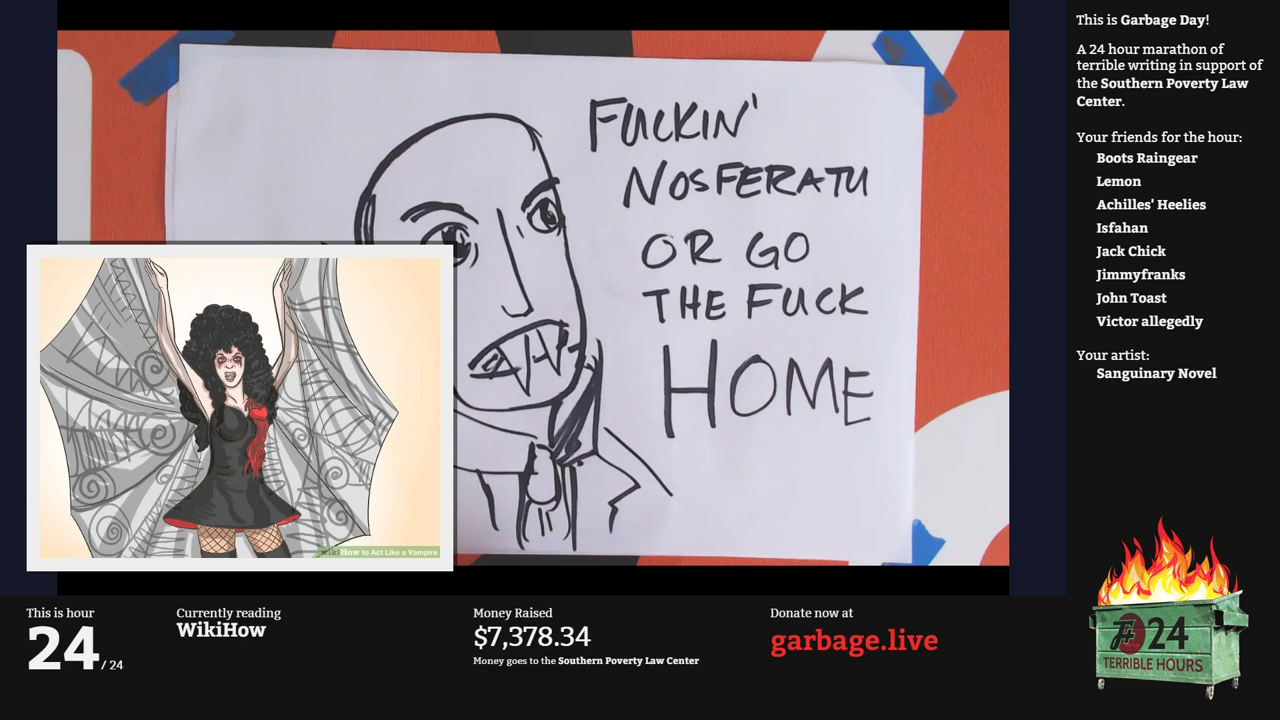 FUCKIN'
NOSFERATU
OR GO
THE FUCK
HOME
wikiHow to Act Like a Vampire
This is Garbage Day!
A 24 hour marathon of
terrible writing in support of
the Southern Poverty Law
Center.
Your friends for the hour:
Boots Raingear
Lemon
Achilles' Heelies
Isfahan
Jack Chick
Jimmyfranks
John Toast
Victor allegedly
Your artist:
Sanguinary Novel
This is hour
24 / 24
Currently reading
WikiHow
Money Raised
$7,378.34
Money goes to the Southern Poverty Law Center
Donate now at
garbage.live
24
TERRIBLE HOURS